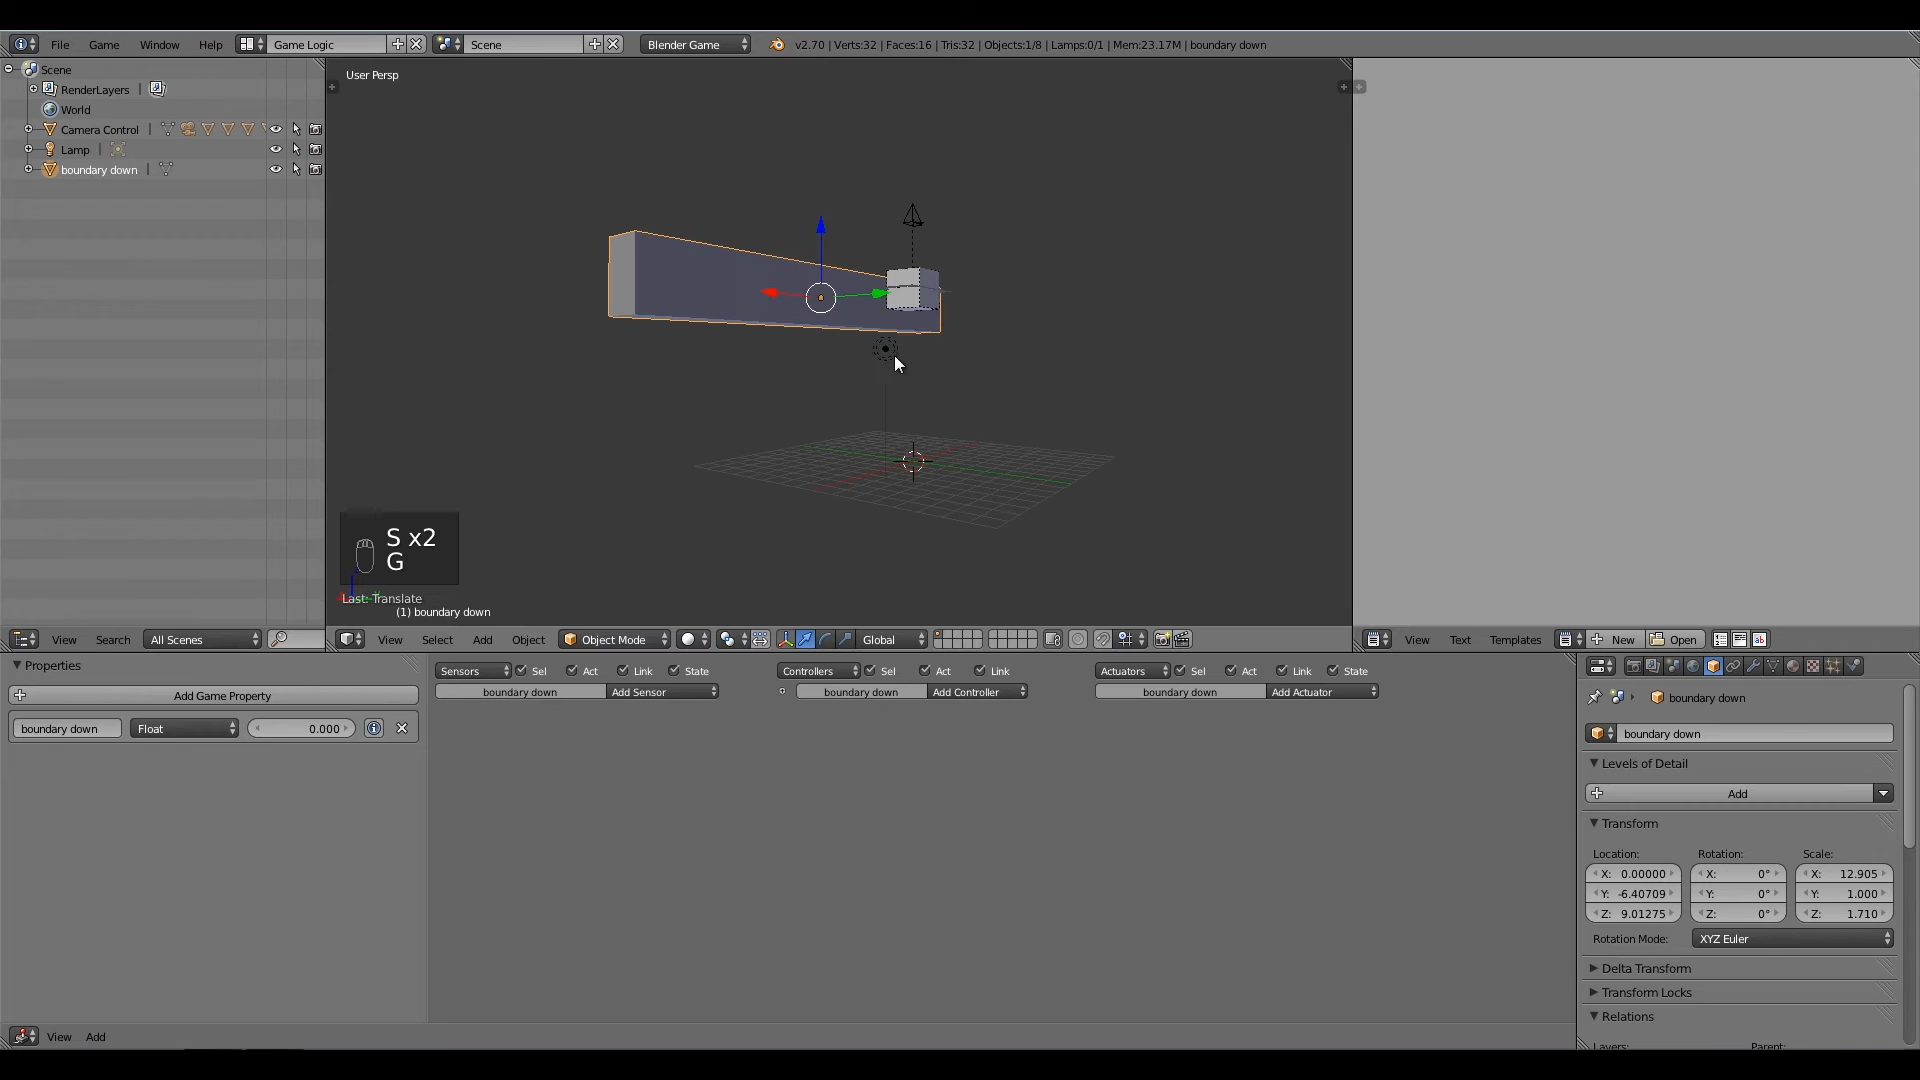 File Game Window Help Game Logic Scene Blender Game v2.70 | Verts:32 | Faces:16 | Tris:32 | Objects:1/8 | Lamps:0/1 | Mem:23.17M | boundary down
Scene
RenderLayers
World
Camera Control
Lamp
boundary down
User Persp
S x2
G
Last: Translate
(1) boundary down
View Search All Scenes
View Select Add Object Object Mode Global
View Text Templates New Open
Properties
Add Game Property
boundary down Float 0.000
Sensors Sel Act Link State Controllers Sel Act Link Actuators Sel Act Link State
boundary down Add Sensor boundary down Add Controller boundary down Add Actuator
boundary down
boundary down
Levels of Detail
Add
Transform
Location: Rotation: Scale:
X: 0.00000 X: 0° X: 12.905
Y: -6.40709 Y: 0° Y: 1.000
Z: 9.01275 Z: 0° Z: 1.710
Rotation Mode: XYZ Euler
Delta Transform
Transform Locks
Relations
Layers: Parent:
View Add